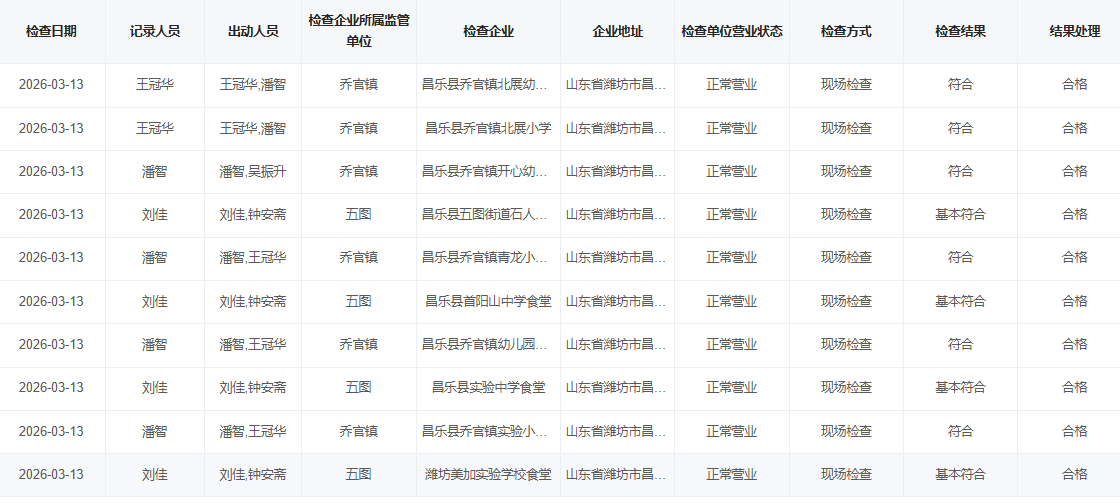 检查日期 记录人员 出动人员 检查企业所属监管单位 检查企业 企业地址 检查单位营业状态 检查方式 检查结果 结果处理
2026-03-13 王冠华 王冠华,潘智 乔官镇 昌乐县乔官镇北展幼... 山东省潍坊市昌... 正常营业 现场检查 符合 合格
2026-03-13 王冠华 王冠华,潘智 乔官镇 昌乐县乔官镇北展小学 山东省潍坊市昌... 正常营业 现场检查 符合 合格
2026-03-13 潘智 潘智,吴振升 乔官镇 昌乐县乔官镇开心幼... 山东省潍坊市昌... 正常营业 现场检查 符合 合格
2026-03-13 刘佳 刘佳,钟安斋 五图 昌乐县五图街道石人... 山东省潍坊市昌... 正常营业 现场检查 基本符合 合格
2026-03-13 潘智 潘智,王冠华 乔官镇 昌乐县乔官镇青龙小... 山东省潍坊市昌... 正常营业 现场检查 符合 合格
2026-03-13 刘佳 刘佳,钟安斋 五图 昌乐县首阳山中学食堂 山东省潍坊市昌... 正常营业 现场检查 基本符合 合格
2026-03-13 潘智 潘智,王冠华 乔官镇 昌乐县乔官镇幼儿园... 山东省潍坊市昌... 正常营业 现场检查 符合 合格
2026-03-13 刘佳 刘佳,钟安斋 五图 昌乐县实验中学食堂 山东省潍坊市昌... 正常营业 现场检查 基本符合 合格
2026-03-13 潘智 潘智,王冠华 乔官镇 昌乐县乔官镇实验小... 山东省潍坊市昌... 正常营业 现场检查 符合 合格
2026-03-13 刘佳 刘佳,钟安斋 五图 潍坊美加实验学校食堂 山东省潍坊市昌... 正常营业 现场检查 基本符合 合格